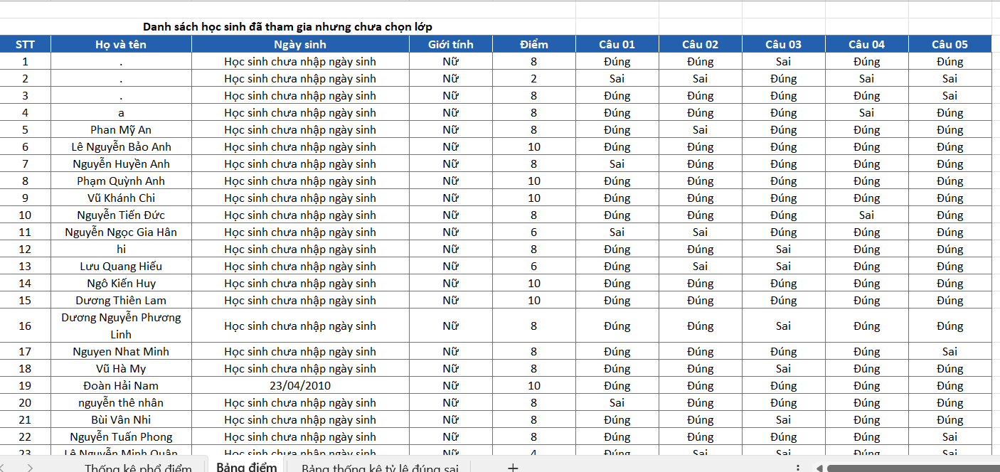 Danh sách học sinh đã tham gia nhưng chưa chọn lớp
STT Họ và tên Ngày sinh Giới tính Điểm Câu 01 Câu 02 Câu 03 Câu 04 Câu 05
1 . Học sinh chưa nhập ngày sinh Nữ 8 Đúng Đúng Sai Đúng Đúng
2 . Học sinh chưa nhập ngày sinh Nữ 2 Sai Sai Đúng Sai Sai
3 . Học sinh chưa nhập ngày sinh Nữ 8 Đúng Đúng Đúng Đúng Sai
4 a Học sinh chưa nhập ngày sinh Nữ 8 Đúng Đúng Đúng Sai Đúng
5 Phan Mỹ An Học sinh chưa nhập ngày sinh Nữ 8 Đúng Sai Đúng Đúng Đúng
6 Lê Nguyễn Bảo Anh Học sinh chưa nhập ngày sinh Nữ 10 Đúng Đúng Đúng Đúng Đúng
7 Nguyễn Huyền Anh Học sinh chưa nhập ngày sinh Nữ 8 Sai Đúng Đúng Đúng Đúng
8 Phạm Quỳnh Anh Học sinh chưa nhập ngày sinh Nữ 10 Đúng Đúng Đúng Đúng Đúng
9 Vũ Khánh Chi Học sinh chưa nhập ngày sinh Nữ 10 Đúng Đúng Đúng Đúng Đúng
10 Nguyễn Tiến Đức Học sinh chưa nhập ngày sinh Nữ 8 Đúng Đúng Đúng Sai Đúng
11 Nguyễn Ngọc Gia Hân Học sinh chưa nhập ngày sinh Nữ 6 Sai Sai Đúng Đúng Đúng
12 hi Học sinh chưa nhập ngày sinh Nữ 8 Đúng Đúng Sai Đúng Đúng
13 Lưu Quang Hiếu Học sinh chưa nhập ngày sinh Nữ 6 Đúng Sai Sai Đúng Đúng
14 Ngô Kiến Huy Học sinh chưa nhập ngày sinh Nữ 10 Đúng Đúng Đúng Đúng Đúng
15 Dương Thiên Lam Học sinh chưa nhập ngày sinh Nữ 10 Đúng Đúng Đúng Đúng Đúng
16 Dương Nguyễn Phương
Linh Học sinh chưa nhập ngày sinh Nữ 8 Đúng Đúng Sai Đúng Đúng
17 Nguyen Nhat Minh Học sinh chưa nhập ngày sinh Nữ 8 Đúng Đúng Đúng Đúng Sai
18 Vũ Hà My Học sinh chưa nhập ngày sinh Nữ 8 Đúng Đúng Sai Đúng Đúng
19 Đoàn Hải Nam 23/04/2010 Nữ 10 Đúng Đúng Đúng Đúng Đúng
20 nguyễn thê nhân Học sinh chưa nhập ngày sinh Nữ 8 Sai Đúng Đúng Đúng Đúng
21 Bùi Vân Nhi Học sinh chưa nhập ngày sinh Nữ 8 Đúng Đúng Sai Đúng Đúng
22 Nguyễn Tuấn Phong Học sinh chưa nhập ngày sinh Nữ 8 Đúng Đúng Đúng Đúng Sai
23 Lê Nguyễn Minh Quân Học sinh chưa nhập ngày sinh Nữ 4 Đúng Sai Sai Đúng Sai
Thống kê phổ điểm Bảng điểm Bảng thống kê tỷ lệ đúng sai